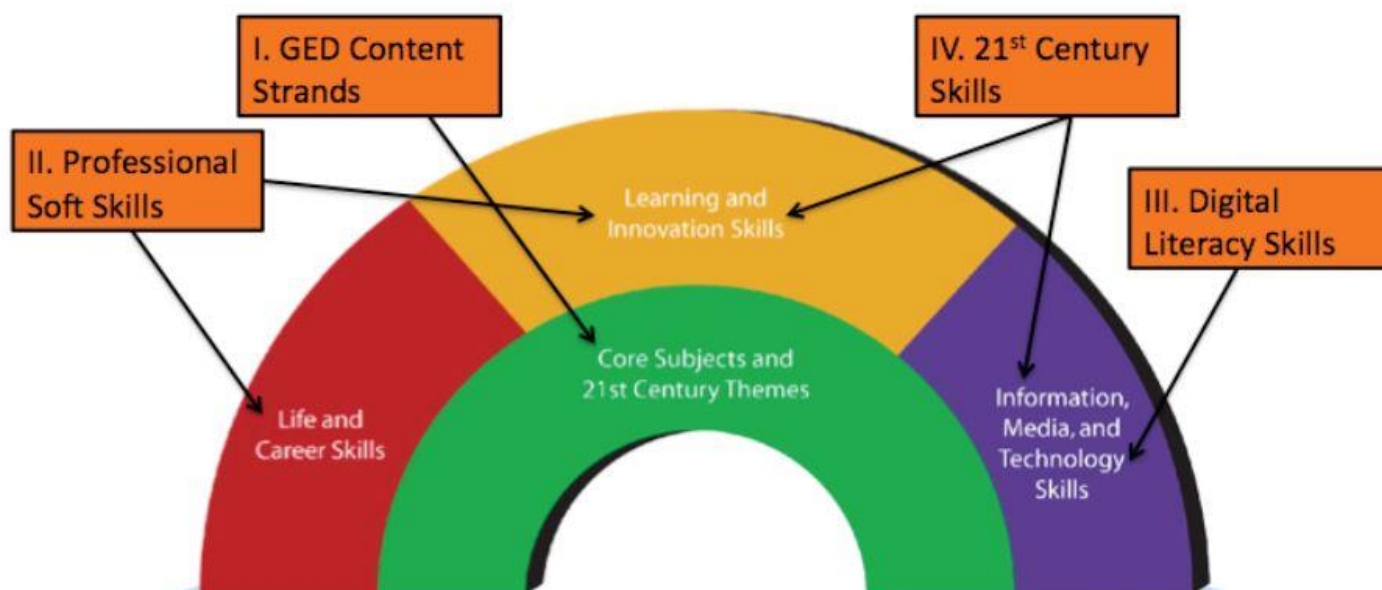 I. GED Content
Strands
IV. 21st Century
Skills
II. Professional
Soft Skills
III. Digital
Literacy Skills
Learning and
Innovation Skills
Core Subjects and
21st Century Themes
Life and
Career Skills
Information,
Media, and
Technology
Skills